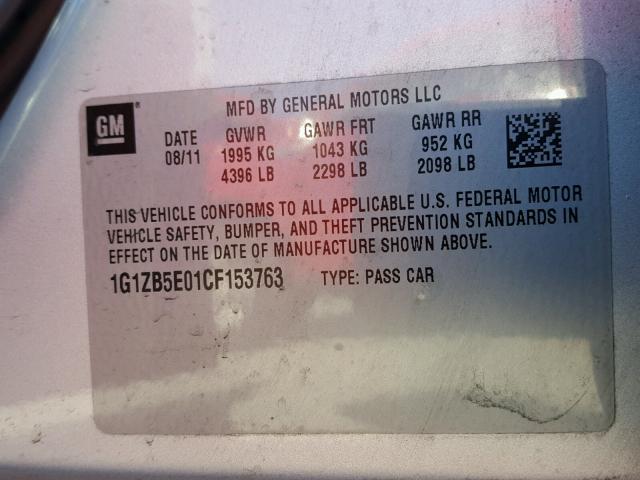 GM
MFD BY GENERAL MOTORS LLC
DATE GVWR GAWR FRT GAWR RR
08/11 1995 KG 1043 KG 952 KG
4396 LB 2298 LB 2098 LB
THIS VEHICLE CONFORMS TO ALL APPLICABLE U.S. FEDERAL MOTOR
VEHICLE SAFETY, BUMPER, AND THEFT PREVENTION STANDARDS IN
EFFECT ON THE DATE OF MANUFACTURE SHOWN ABOVE.
1G1ZB5E01CF153763 TYPE: PASS CAR